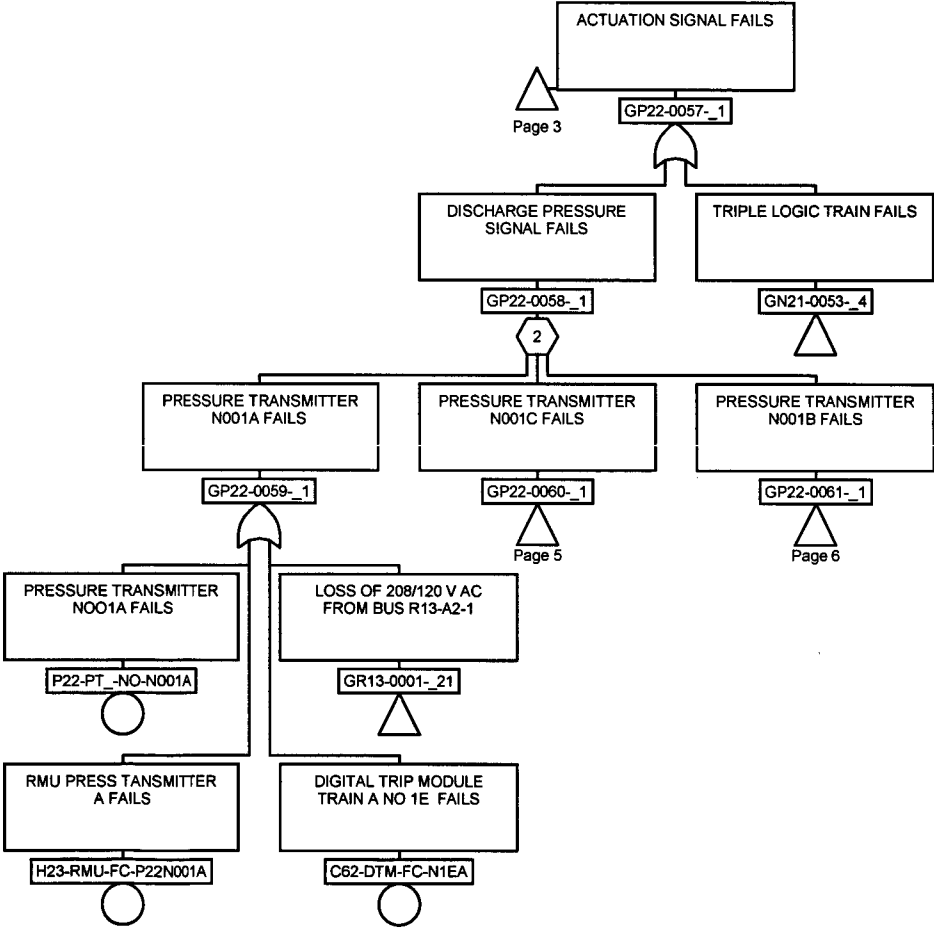 ACTUATION SIGNAL FAILS
Page 3
GP22-0057-_1
DISCHARGE PRESSURE
SIGNAL FAILS
GP22-0058-_1
TRIPLE LOGIC TRAIN FAILS
GN21-0053-_4
2
PRESSURE TRANSMITTER
N001A FAILS
GP22-0059-_1
PRESSURE TRANSMITTER
N001C FAILS
GP22-0060-_1
Page 5
PRESSURE TRANSMITTER
N001B FAILS
GP22-0061-_1
Page 6
PRESSURE TRANSMITTER
NOO1A FAILS
P22-PT_-NO-N001A
LOSS OF 208/120 V AC
FROM BUS R13-A2-1
GR13-0001-_21
RMU PRESS TANSMITTER
A FAILS
H23-RMU-FC-P22N001A
DIGITAL TRIP MODULE
TRAIN A NO 1E FAILS
C62-DTM-FC-N1EA